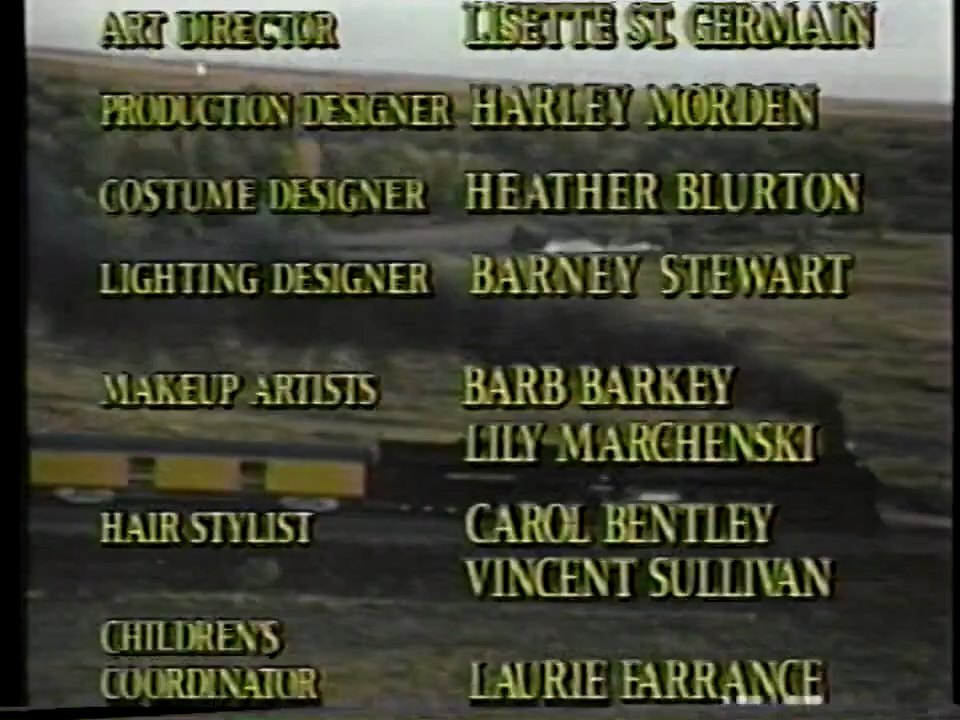 ART DIRECTOR LISETTE ST. GERMAIN
PRODUCTION DESIGNER HARLEY MORDEN
COSTUME DESIGNER HEATHER BLURTON
LIGHTING DESIGNER BARNEY STEWART
MAKEUP ARTISTS BARB BARKEY
LILY MARCHENSKI
HAIR STYLIST CAROL BENTLEY
VINCENT SULLIVAN
CHILDREN'S
COORDINATOR LAURIE FARRANCE